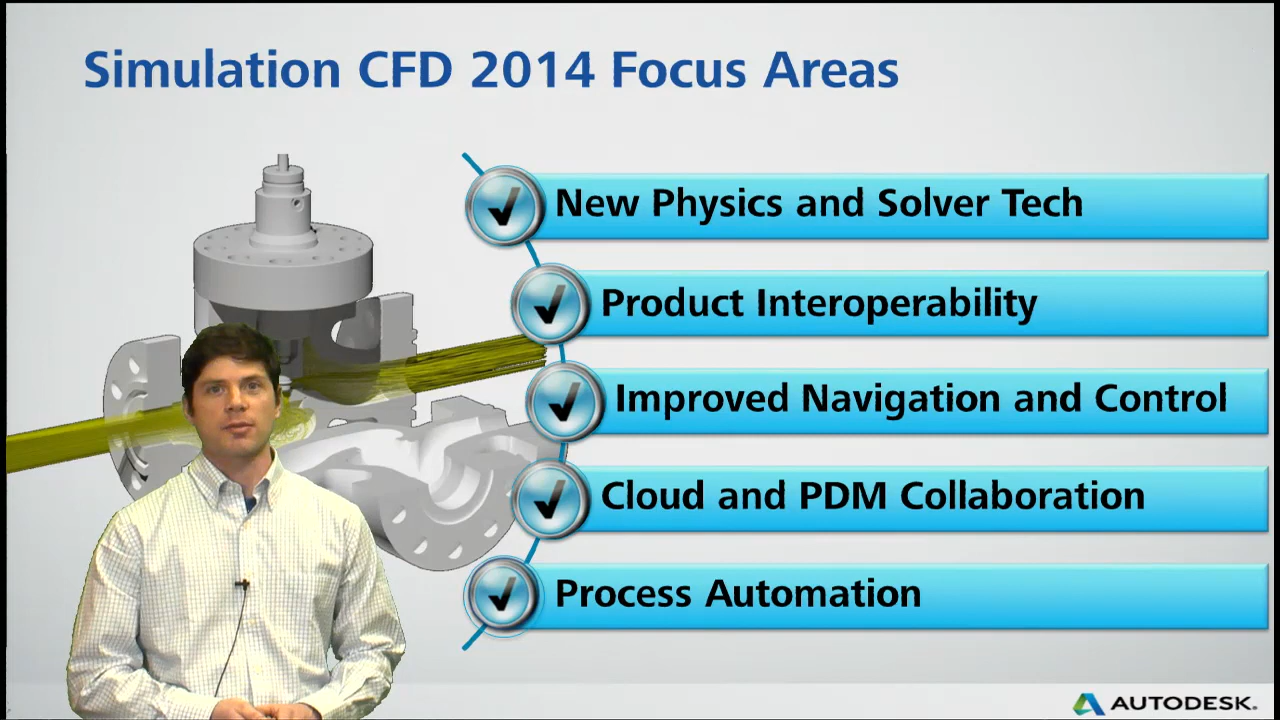 Simulation CFD 2014 Focus Areas
New Physics and Solver Tech
Product Interoperability
Improved Navigation and Control
Cloud and PDM Collaboration
Process Automation
AUTODESK.